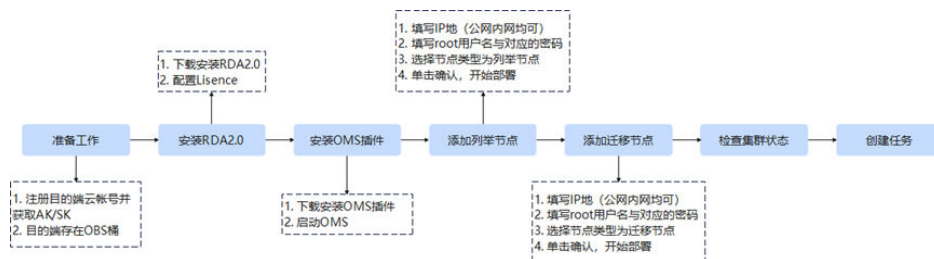 1. 填写IP地（公网内网均可）
2. 填写root用户名与对应的密码
3. 选择节点类型为列举节点
4. 单击确认，开始部署
1. 下载安装RDA2.0
2. 配置Lisence
准备工作
安装RDA2.0
安装OMS插件
添加列举节点
添加迁移节点
检查集群状态
创建任务
1. 注册目的端云帐号并
获取AK/SK
2. 目的端存在OBS桶
1. 下载安装OMS插件
2. 启动OMS
1. 填写IP地（公网内网均可）
2. 填写root用户名与对应的密码
3. 选择节点类型为迁移节点
4. 单击确认，开始部署